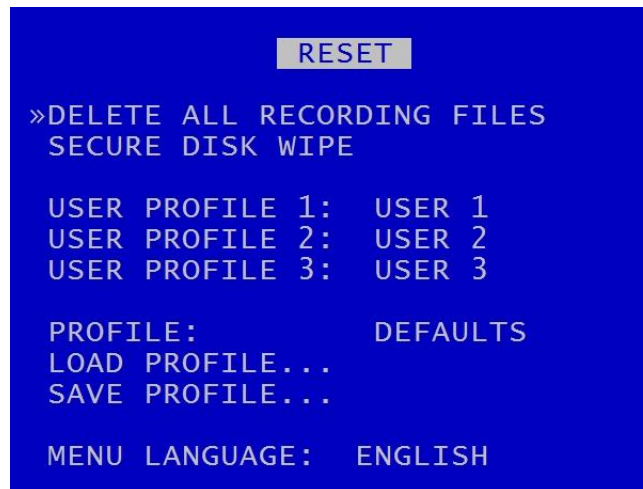 RESET
»DELETE ALL RECORDING FILES
SECURE DISK WIPE
USER PROFILE 1: USER 1
USER PROFILE 2: USER 2
USER PROFILE 3: USER 3
PROFILE: DEFAULTS
LOAD PROFILE...
SAVE PROFILE...
MENU LANGUAGE: ENGLISH